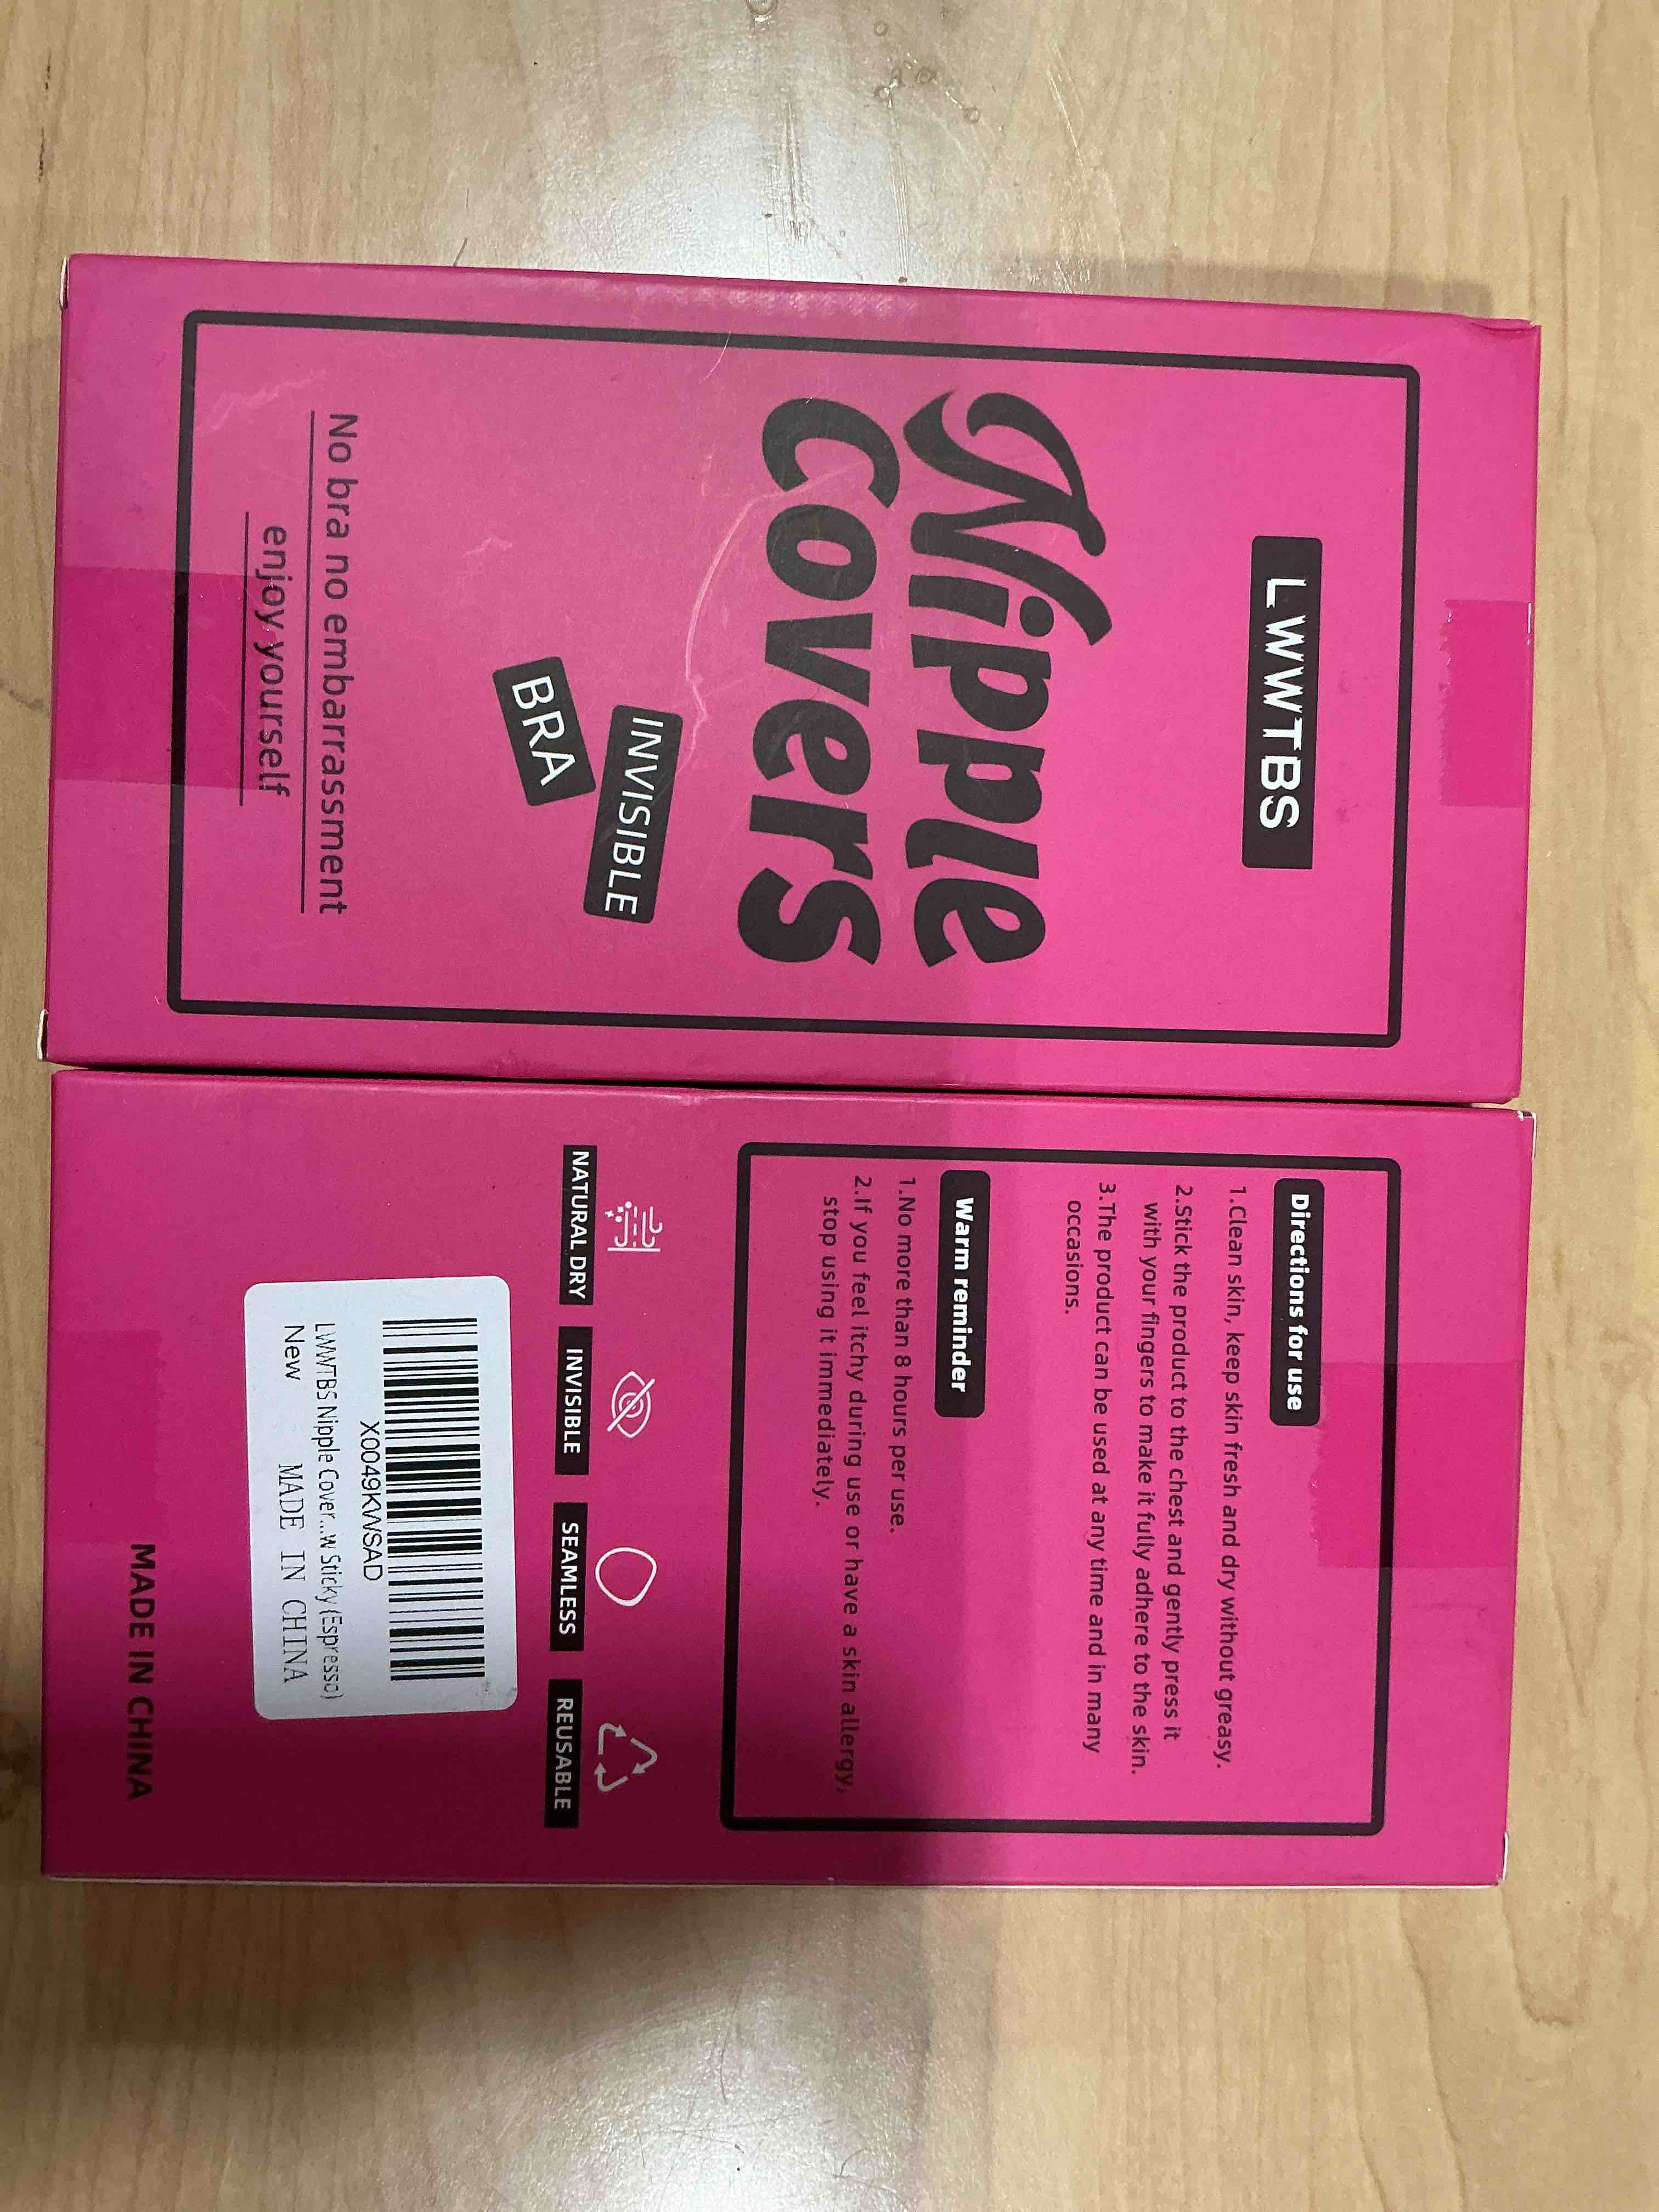 LWWTBS
Nipple
Covers
INVISIBLE
BRA
No bra no embarrassment
enjoy yourself
Directions for use
1.Clean skin, keep skin fresh and dry without greasy.
2.Stick the product to the chest and gently press it
with your fingers to make it fully adhere to the skin.
3.The product can be used at any time and in many
occasions.
Warm reminder
1.No more than 8 hours per use.
2.If you feel itchy during use or have a skin allergy,
stop using it immediately.
NATURAL DRY
INVISIBLE
SEAMLESS
REUSABLE
X0049KWSAD
LWWTBS Nipple Cover...w Sticky (Espresso)
New MADE IN CHINA
MADE IN CHINA